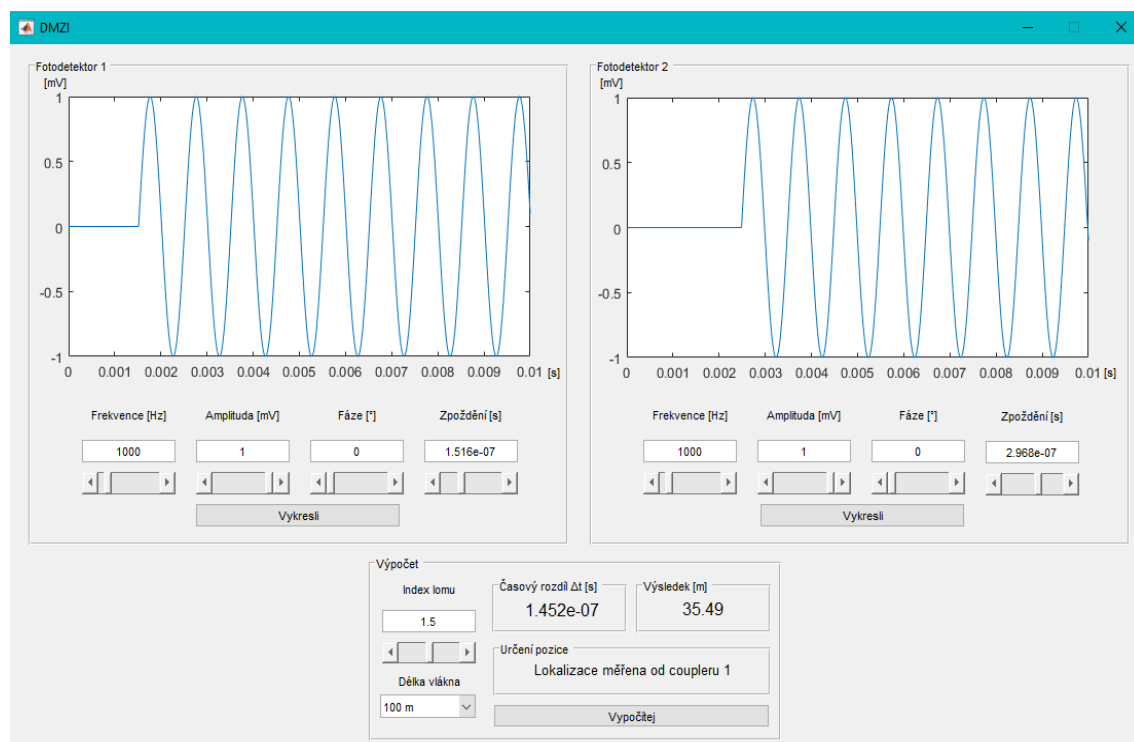 DMZI
Fotodetektor 1
[mV]
1
0.5
0
-0.5
-1
0 0.001 0.002 0.003 0.004 0.005 0.006 0.007 0.008 0.009 0.01 [s]
Frekvence [Hz] Amplituda [mV] Fáze [°] Zpoždění [s]
1000 1 0 1.516e-07
Vykresli
Fotodetektor 2
[mV]
1
0.5
0
-0.5
-1
0 0.001 0.002 0.003 0.004 0.005 0.006 0.007 0.008 0.009 0.01 [s]
Frekvence [Hz] Amplituda [mV] Fáze [°] Zpoždění [s]
1000 1 0 2.968e-07
Vykresli
Výpočet
Index lomu
1.5
Délka vlákna
100 m
Časový rozdíl Δt [s]
1.452e-07
Výsledek [m]
35.49
Určení pozice
Lokalizace měřena od coupleru 1
Vypočítej